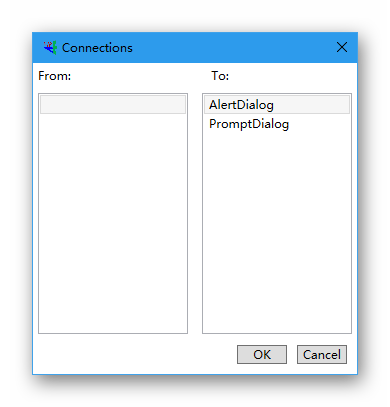 Connections
From:
To:
AlertDialog
PromptDialog
OK
Cancel